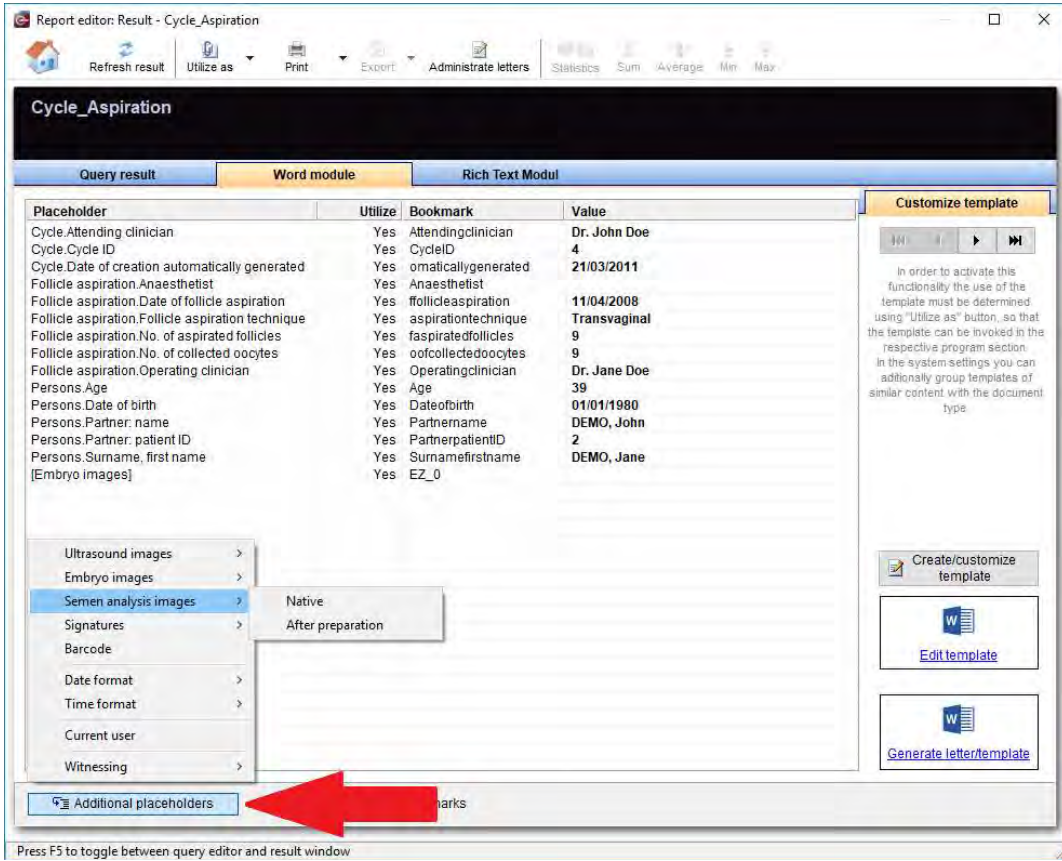 Report editor: Result - Cycle_Aspiration
Refresh result
Utilize as
Print
Export
Administrate letters
Statistics
Sum
Average
Min
Max
Cycle_Aspiration
Query result
Word module
Rich Text Modul
Placeholder Utilize Bookmark Value
Cycle.Attending clinician Yes Attendingclinician Dr. John Doe
Cycle.Cycle ID Yes CycleID 4
Cycle.Date of creation automatically generated Yes omaticallygenerated 21/03/2011
Follicle aspiration.Anaesthetist Yes Anaesthetist
Follicle aspiration.Date of follicle aspiration Yes ffollicleaspiration 11/04/2008
Follicle aspiration.Follicle aspiration technique Yes aspirationtechnique Transvaginal
Follicle aspiration.No. of aspirated follicles Yes faspiratedfollicles 9
Follicle aspiration.No. of collected oocytes Yes oofcollectedoocytes 9
Follicle aspiration.Operating clinician Yes Operatingclinician Dr. Jane Doe
Persons.Age Yes Age 39
Persons.Date of birth Yes Dateofbirth 01/01/1980
Persons.Partner: name Yes Partnername DEMO, John
Persons.Partner: patient ID Yes PartnerpatientID 2
Persons.Surname, first name Yes Surnamefirstname DEMO, Jane
[Embryo images] Yes EZ_0
Ultrasound images
Embryo images
Semen analysis images
Native
After preparation
Signatures
Barcode
Date format
Time format
Current user
Witnessing
Additional placeholders
arks
Customize template
In order to activate this
functionality the use of the
template must be determined
using "Utilize as" button, so that
the template can be invoked in the
respective program section.
In the system settings you can
aditionally group templates of
similar content with the document
type.
Create/customize
template
Edit template
Generate letter/template
Press F5 to toggle between query editor and result window